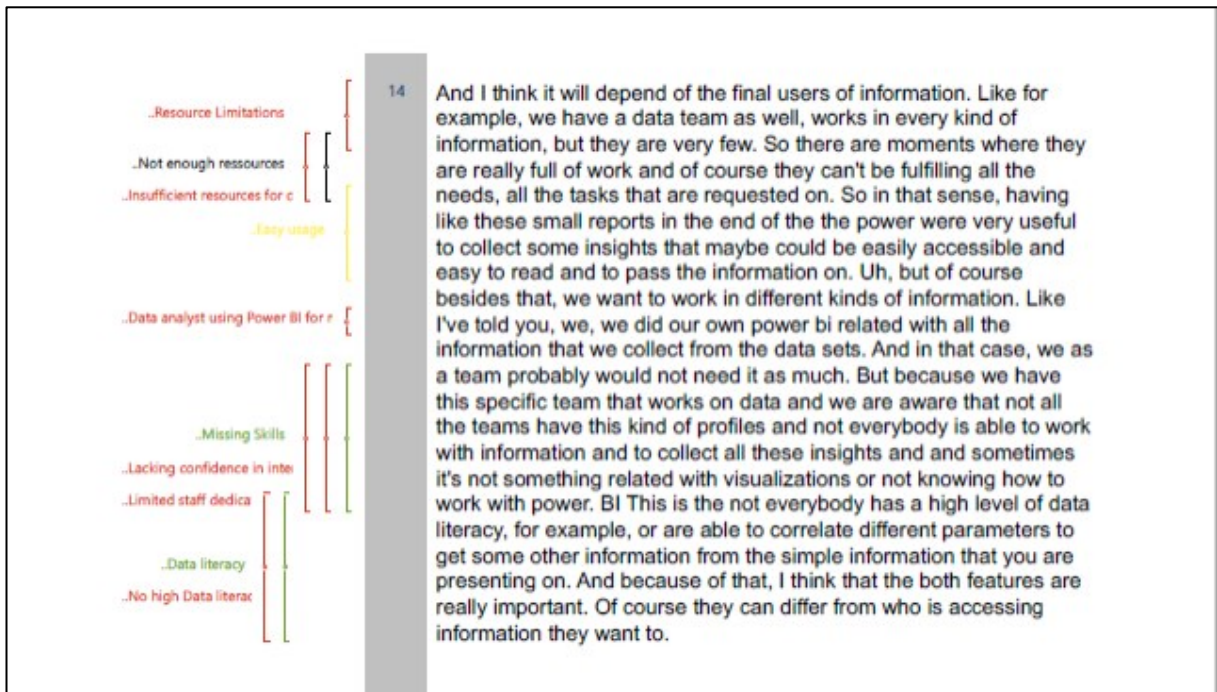 ..Resource Limitations
..Not enough ressources
..Insufficient resources for c
..Easy usage
..Data analyst using Power BI for r
..Missing Skills
..Lacking confidence in inte
..Limited staff dedica
..Data literacy
..No high Data literac
14
And I think it will depend of the final users of information. Like for
example, we have a data team as well, works in every kind of
information, but they are very few. So there are moments where they
are really full of work and of course they can't be fulfilling all the
needs, all the tasks that are requested on. So in that sense, having
like these small reports in the end of the the power were very useful
to collect some insights that maybe could be easily accessible and
easy to read and to pass the information on. Uh, but of course
besides that, we want to work in different kinds of information. Like
I've told you, we, we did our own power bi related with all the
information that we collect from the data sets. And in that case, we as
a team probably would not need it as much. But because we have
this specific team that works on data and we are aware that not all
the teams have this kind of profiles and not everybody is able to work
with information and to collect all these insights and and sometimes
it's not something related with visualizations or not knowing how to
work with power. BI This is the not everybody has a high level of data
literacy, for example, or are able to correlate different parameters to
get some other information from the simple information that you are
presenting on. And because of that, I think that the both features are
really important. Of course they can differ from who is accessing
information they want to.